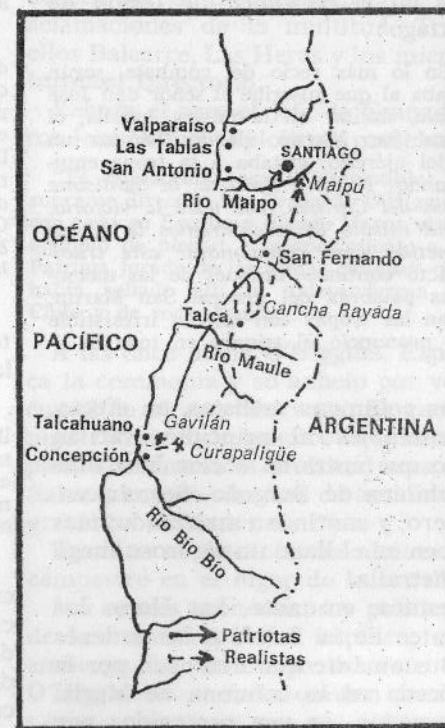 Valparaíso
Las Tablas
San Antonio
SANTIAGO
Maipú
Río Maipo
OCÉANO
San Fernando
Cancha Rayada
Talca
PACÍFICO
Río Maule
Talcahuano
Gavilán
ARGENTINA
Concepción
Curapaligüe
Río Bío Bío
Patriotas
Realistas